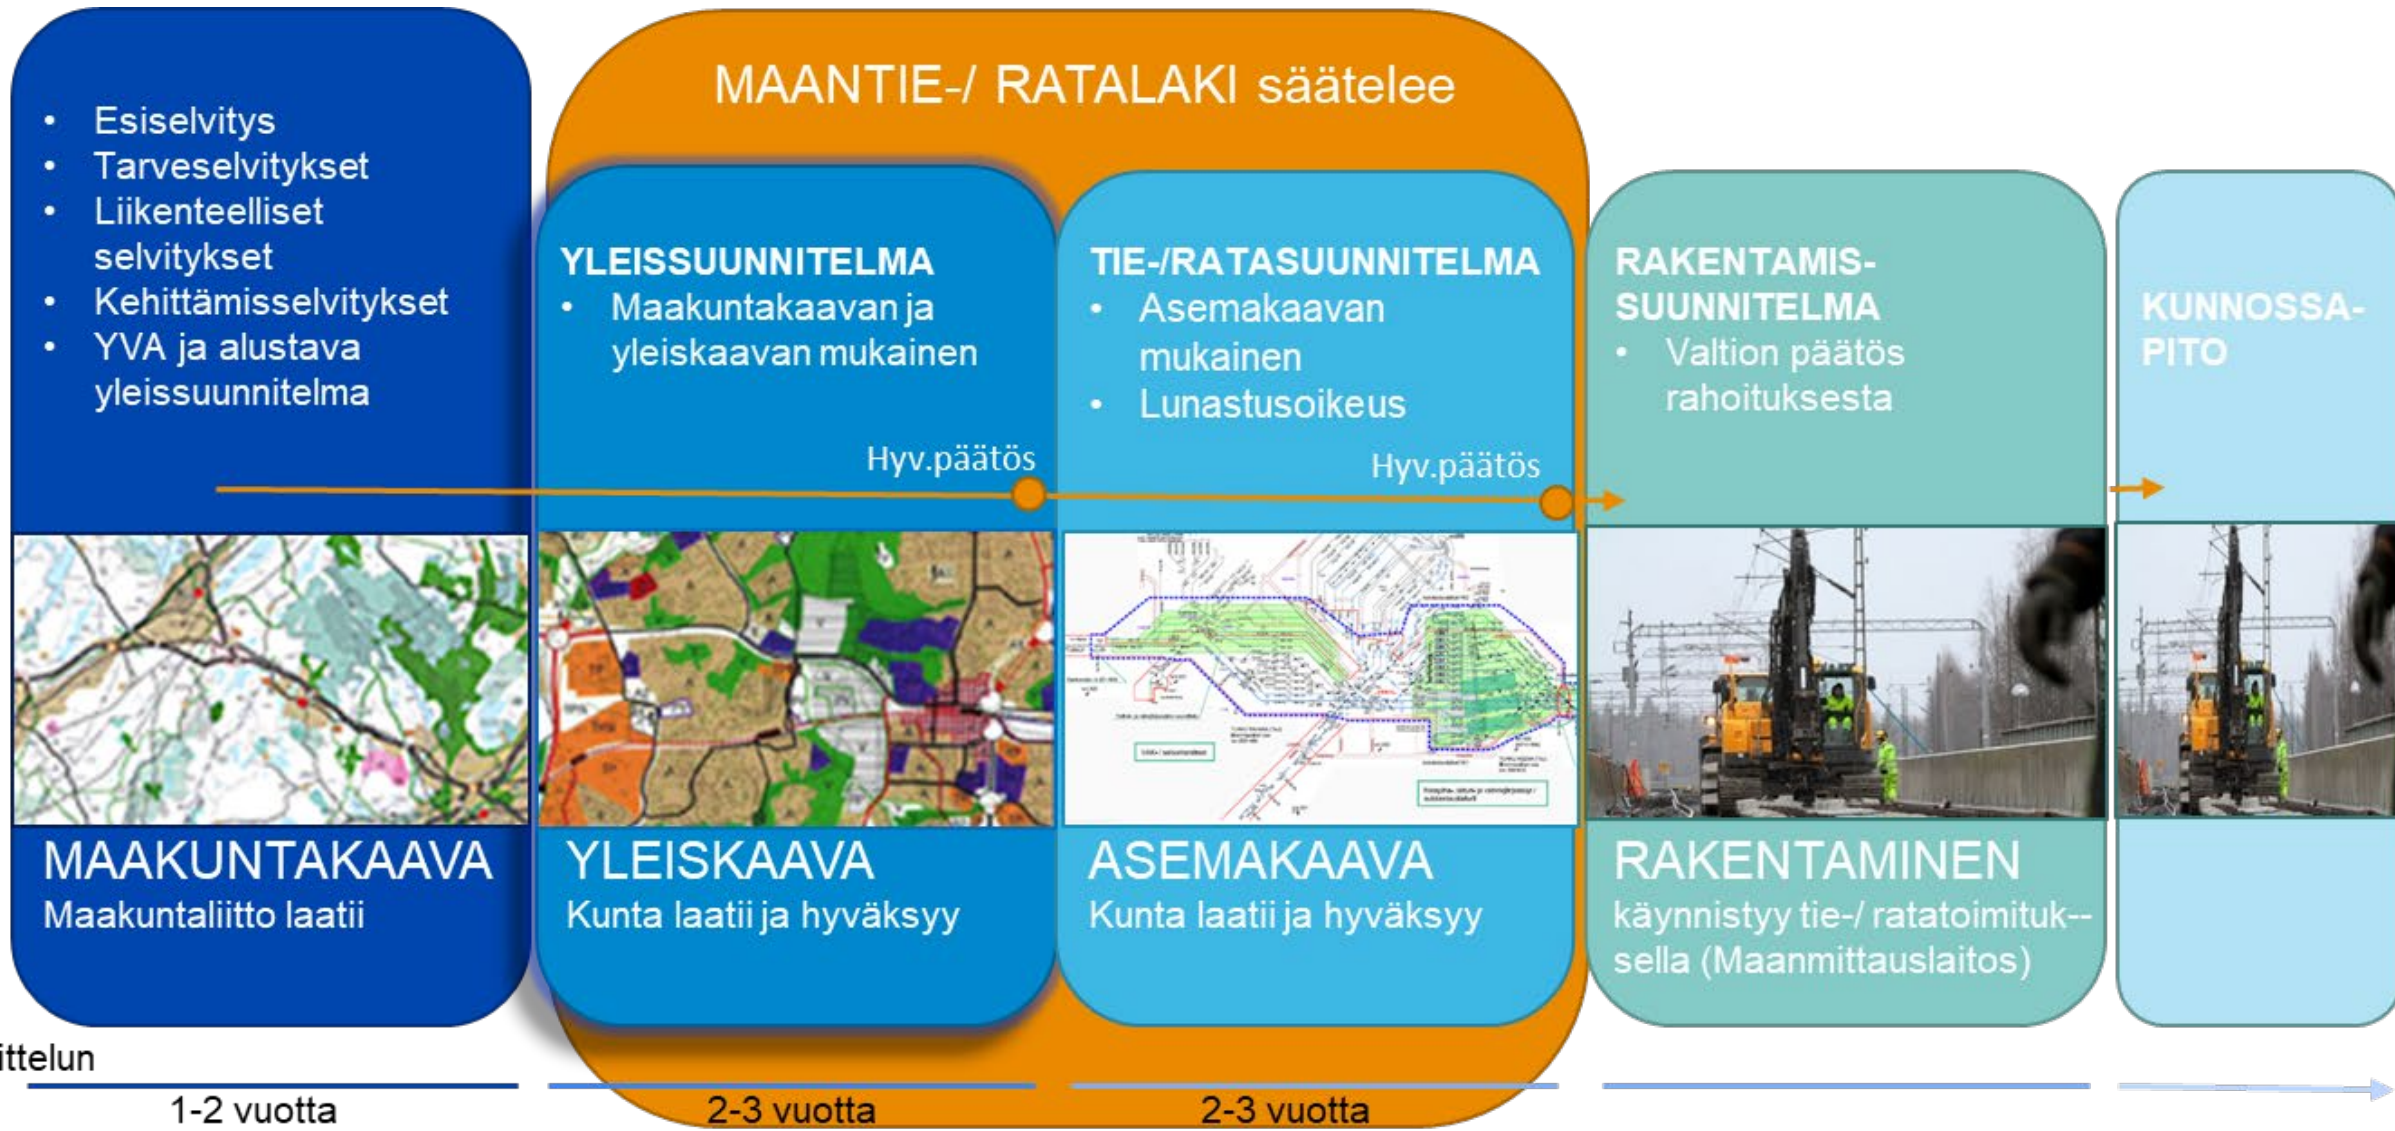 MAANTIE-/ RATALAKI säätelee
• Esiselvitys
• Tarveselvitykset
• Liikenteelliset
selvitykset
• Kehittämisselvitykset
• YVA ja alustava
yleissuunnitelma
YLEISSUUNNITELMA
• Maakuntakaavan ja
yleiskaavan mukainen
Hyv.päätös
TIE-/RATASUUNNITELMA
• Asemakaavan
mukainen
• Lunastusoikeus
Hyv.päätös
RAKENTAMIS-
SUUNNITELMA
• Valtion päätös
rahoituksesta
KUNNOSSA-
PITO
MAAKUNTAKAAVA
Maakuntaliitto laatii
YLEISKAAVA
Kunta laatii ja hyväksyy
ASEMAKAAVA
Kunta laatii ja hyväksyy
RAKENTAMINEN
käynnistyy tie-/ ratatoimituk--
sella (Maanmittauslaitos)
ittelun
1-2 vuotta
2-3 vuotta
2-3 vuotta